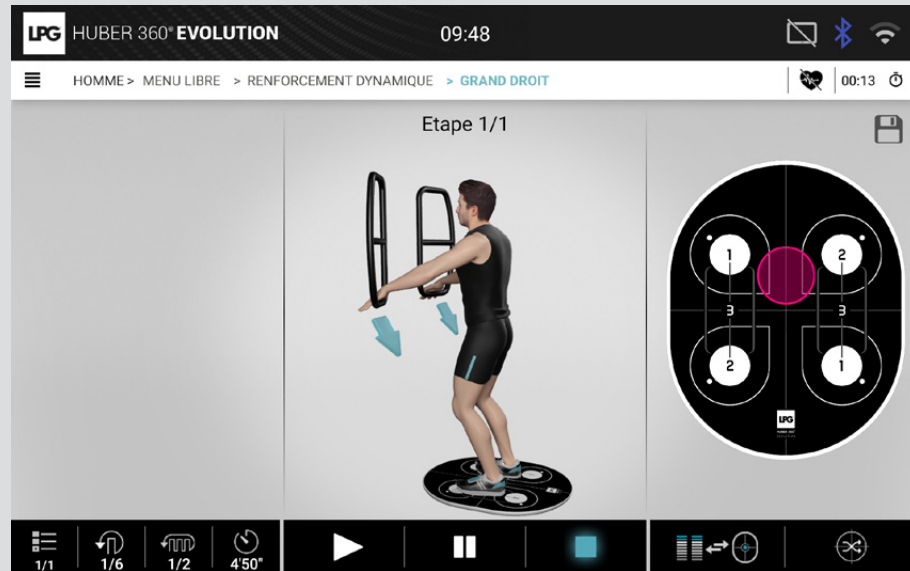 LPG HUBER 360° EVOLUTION 09:48
HOMME > MENU LIBRE > RENFORCEMENT DYNAMIQUE > GRAND DROIT 00:13
Etape 1/1
1 2
3 3
2 1
LPG
1/1 1/6 1/2 4'50"